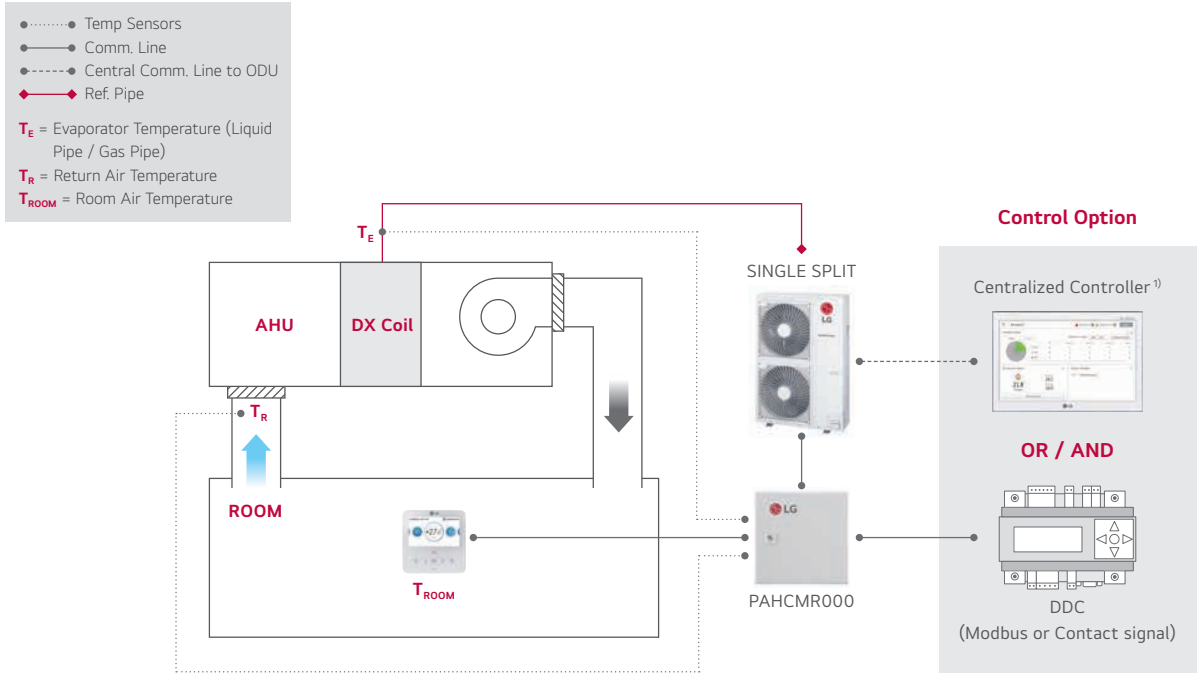 Temp Sensors
Comm. Line
Central Comm. Line to ODU
Ref. Pipe
TE = Evaporator Temperature (Liquid
Pipe / Gas Pipe)
TR = Return Air Temperature
TROOM = Room Air Temperature
TE
AHU
DX Coil
TR
ROOM
TROOM
SINGLE SPLIT
LG
LG
PAHCMR000
Control Option
Centralized Controller 1)
LG
OR / AND
DDC
(Modbus or Contact signal)